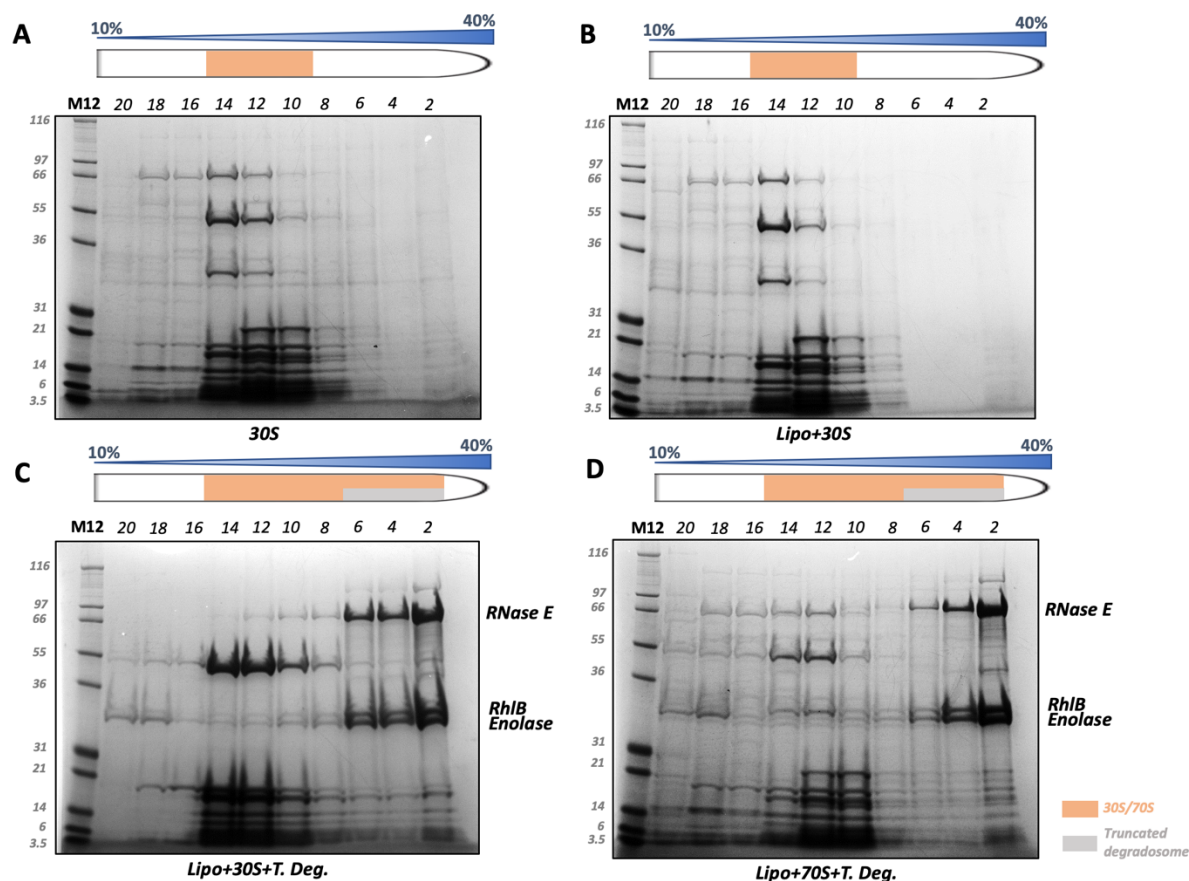 A
10%
40%
M12 20 18 16 14 12 10 8 6 4 2
116
97
66
55
36
31
21
14
6
3.5
30S
B
10%
40%
M12 20 18 16 14 12 10 8 6 4 2
116
97
66
55
36
31
21
14
6
3.5
Lipo+30S
C
10%
40%
M12 20 18 16 14 12 10 8 6 4 2
116
97
66
55
36
31
21
14
6
3.5
RNase E
RhlB
Enolase
Lipo+30S+T. Deg.
D
10%
40%
M12 20 18 16 14 12 10 8 6 4 2
116
97
66
55
36
31
21
14
6
3.5
RNase E
RhlB
Enolase
Lipo+70S+T. Deg.
30S/70S
Truncated
degradosome